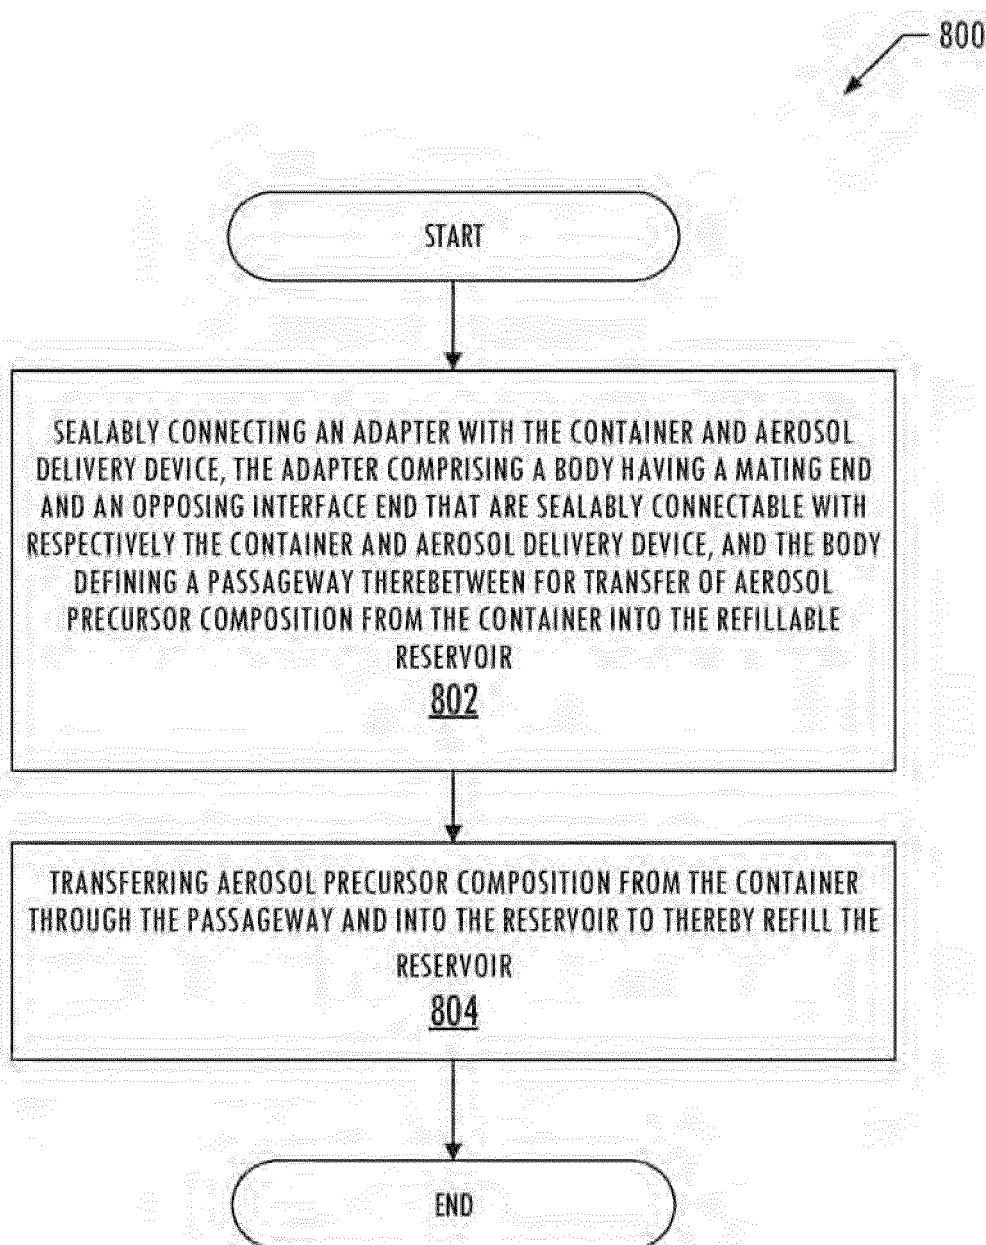 800
START
SEALABLY CONNECTING AN ADAPTER WITH THE CONTAINER AND AEROSOL
DELIVERY DEVICE, THE ADAPTER COMPRISING A BODY HAVING A MATING END
AND AN OPPOSING INTERFACE END THAT ARE SEALABLY CONNECTABLE WITH
RESPECTIVELY THE CONTAINER AND AEROSOL DELIVERY DEVICE, AND THE BODY
DEFINING A PASSAGEWAY THEREBETWEEN FOR TRANSFER OF AEROSOL
PRECURSOR COMPOSITION FROM THE CONTAINER INTO THE REFILLABLE
RESERVOIR
802
TRANSFERRING AEROSOL PRECURSOR COMPOSITION FROM THE CONTAINER
THROUGH THE PASSAGEWAY AND INTO THE RESERVOIR TO THEREBY REFILL THE
RESERVOIR
804
END